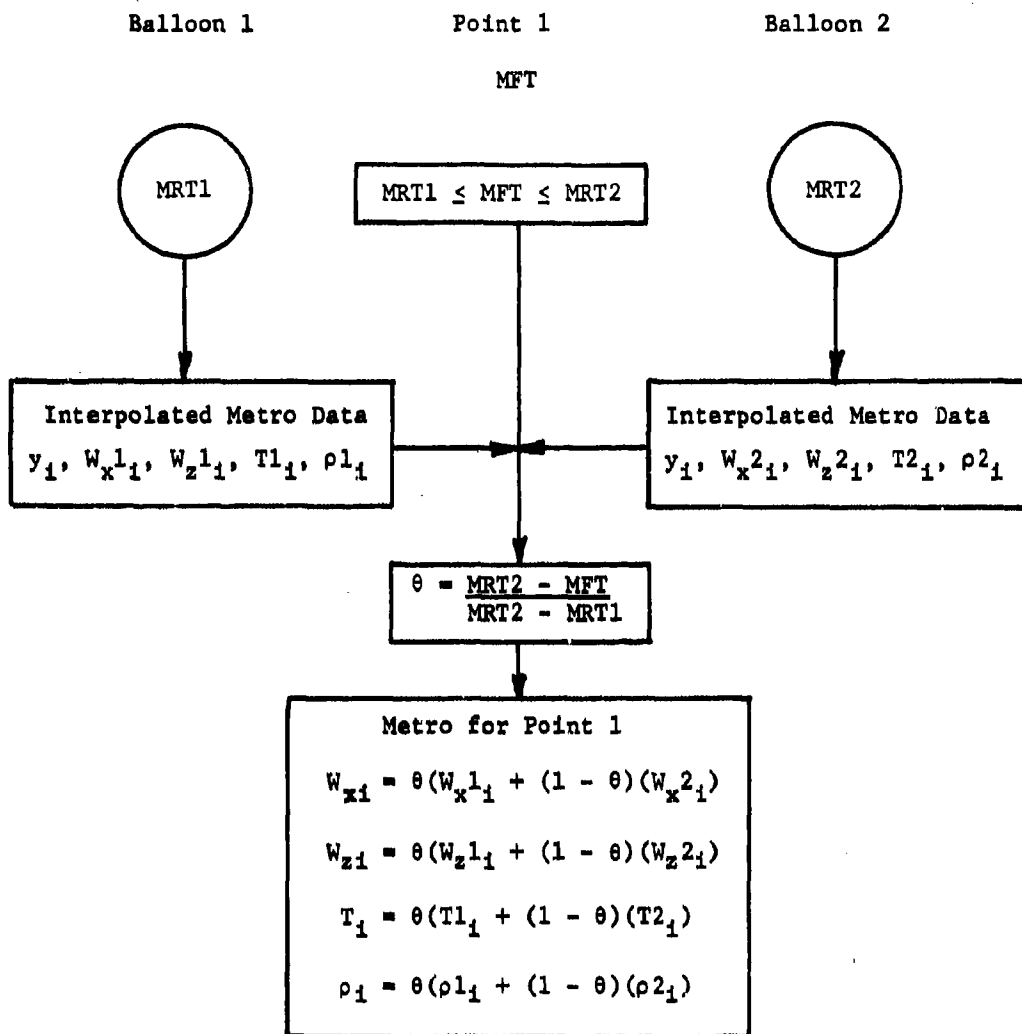 Balloon 1 Point 1 Balloon 2
MFT
MRT1
MRT1 ≤ MFT ≤ MRT2
MRT2
Interpolated Metro Data
y_i, W_x1_i, W_z1_i, T1_i, ρ1_i
Interpolated Metro Data
y_i, W_x2_i, W_z2_i, T2_i, ρ2_i
θ = MRT2 - MFT
MRT2 - MRT1
Metro for Point 1
W_xi = θ(W_x1_i + (1 - θ)(W_x2_i)
W_zi = θ(W_z1_i + (1 - θ)(W_z2_i)
T_i = θ(T1_i + (1 - θ)(T2_i)
ρ_i = θ(ρ1_i + (1 - θ)(ρ2_i)